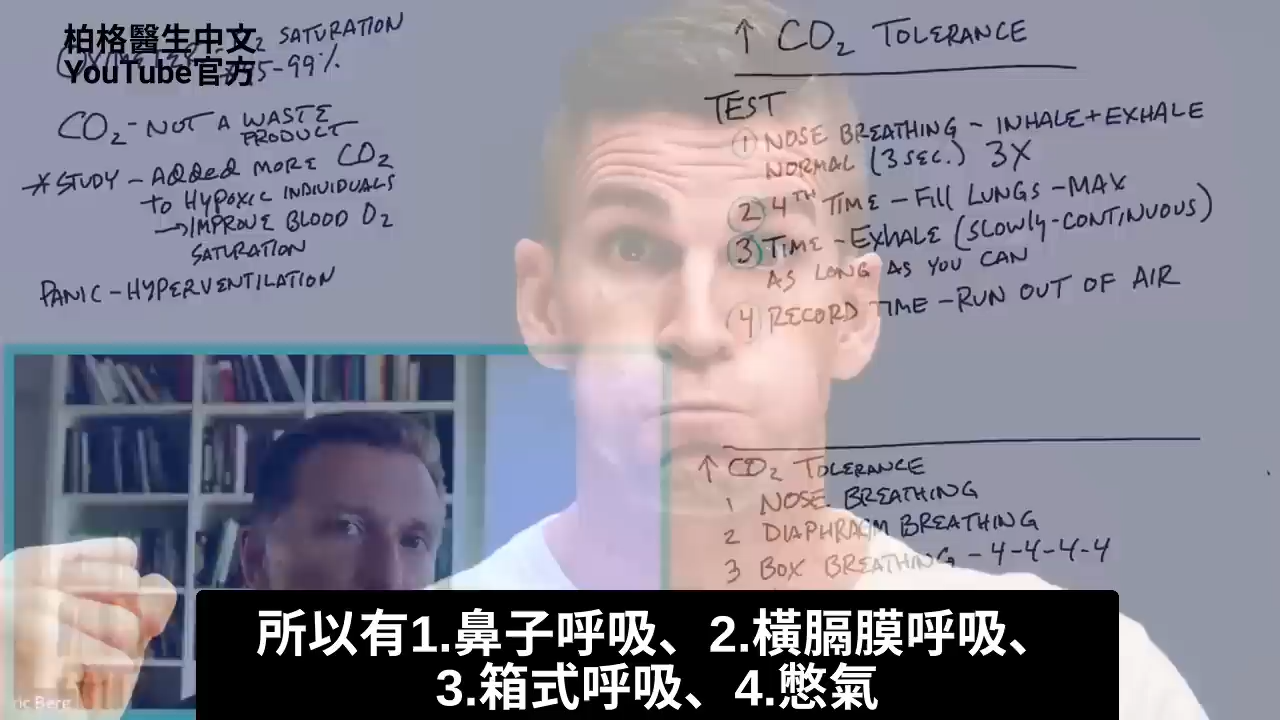 柏格醫生中文
YouTube官方
2 SATURATION
95-99%
CO2 - NOT A WASTE
PRODUCT
* STUDY - ADDED MORE CO2
TO HYPOXIC INDIVIDUALS
→ IMPROVE BLOOD O2
SATURATION
PANIC - HYPERVENTILATION
↑ CO2 TOLERANCE
TEST
① NOSE BREATHING - INHALE + EXHALE
NORMAL (3 SEC.) 3X
② 4TH TIME - FILL LUNGS - MAX
③ TIME - EXHALE (SLOWLY - CONTINUOUS)
AS LONG AS YOU CAN
④ RECORD TIME - RUN OUT OF AIR
↑ CO2 TOLERANCE
1 NOSE BREATHING
2 DIAPHRAGM BREATHING
3 BOX BREATHING - 4-4-4-4
ric Berg
所以有1.鼻子呼吸、2.橫膈膜呼吸、
3.箱式呼吸、4.憋氣